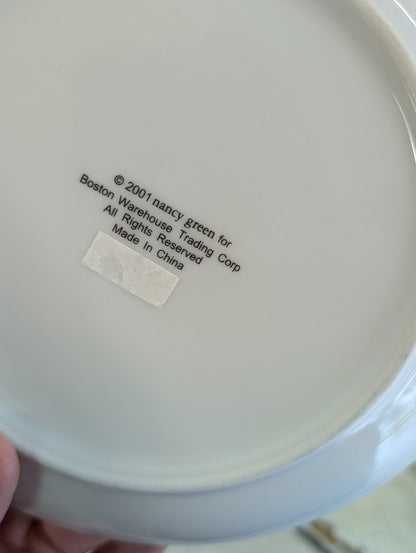 © 2001 nancy green for
Boston Warehouse Trading Corp
All Rights Reserved
Made In China